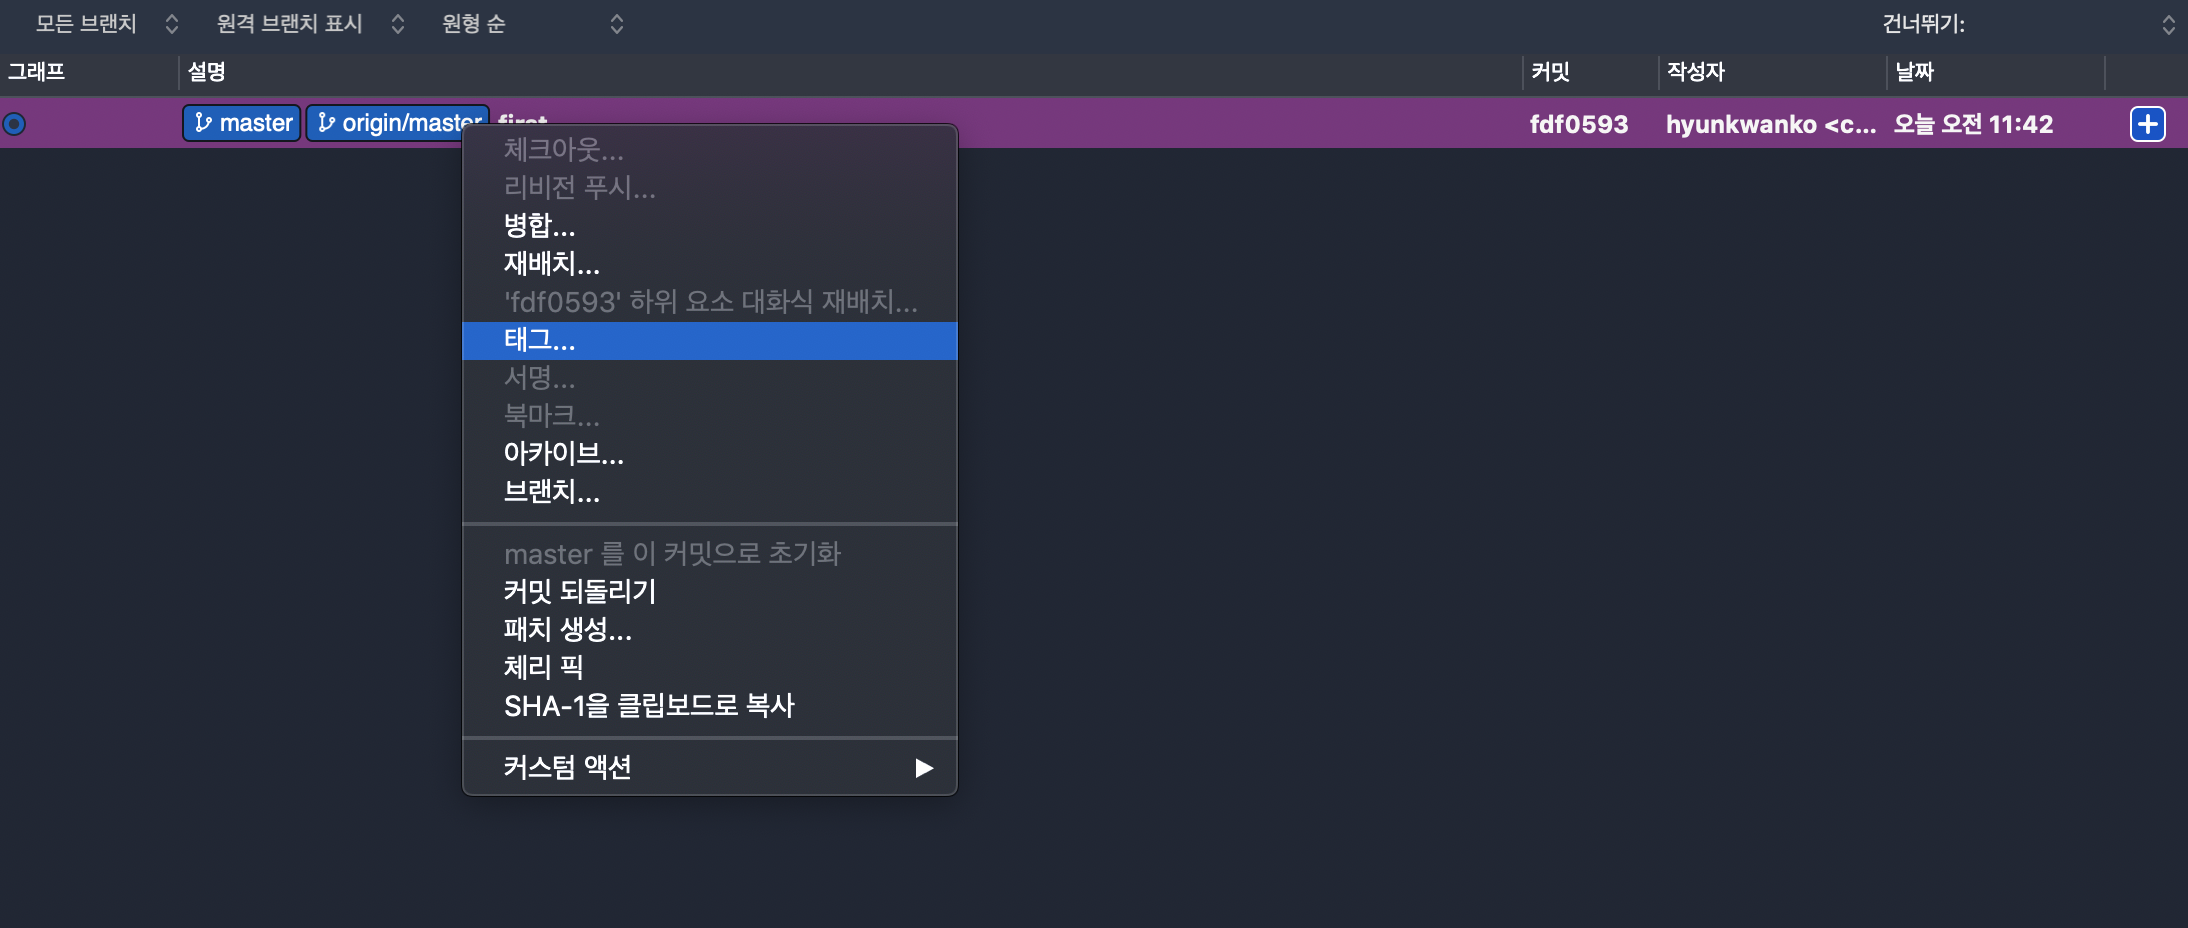 모든 브랜치 원격 브랜치 표시 원형 순 건너뛰기:
그래프 설명 커밋 작성자 날짜
master origin/master first fdf0593 hyunkwanko <c... 오늘 오전 11:42
체크아웃...
리비전 푸시...
병합...
재배치...
'fdf0593' 하위 요소 대화식 재배치...
태그...
서명...
북마크...
아카이브...
브랜치...
master 를 이 커밋으로 초기화
커밋 되돌리기
패치 생성...
체리 픽
SHA-1을 클립보드로 복사
커스텀 액션